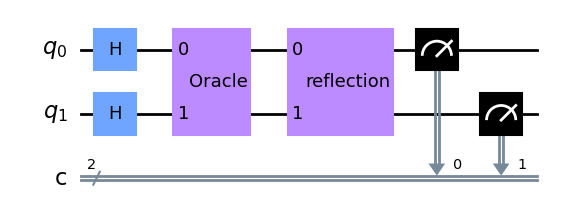 q0 H 0 Oracle 0 reflection
q1 H 1 1
c 2 0 1